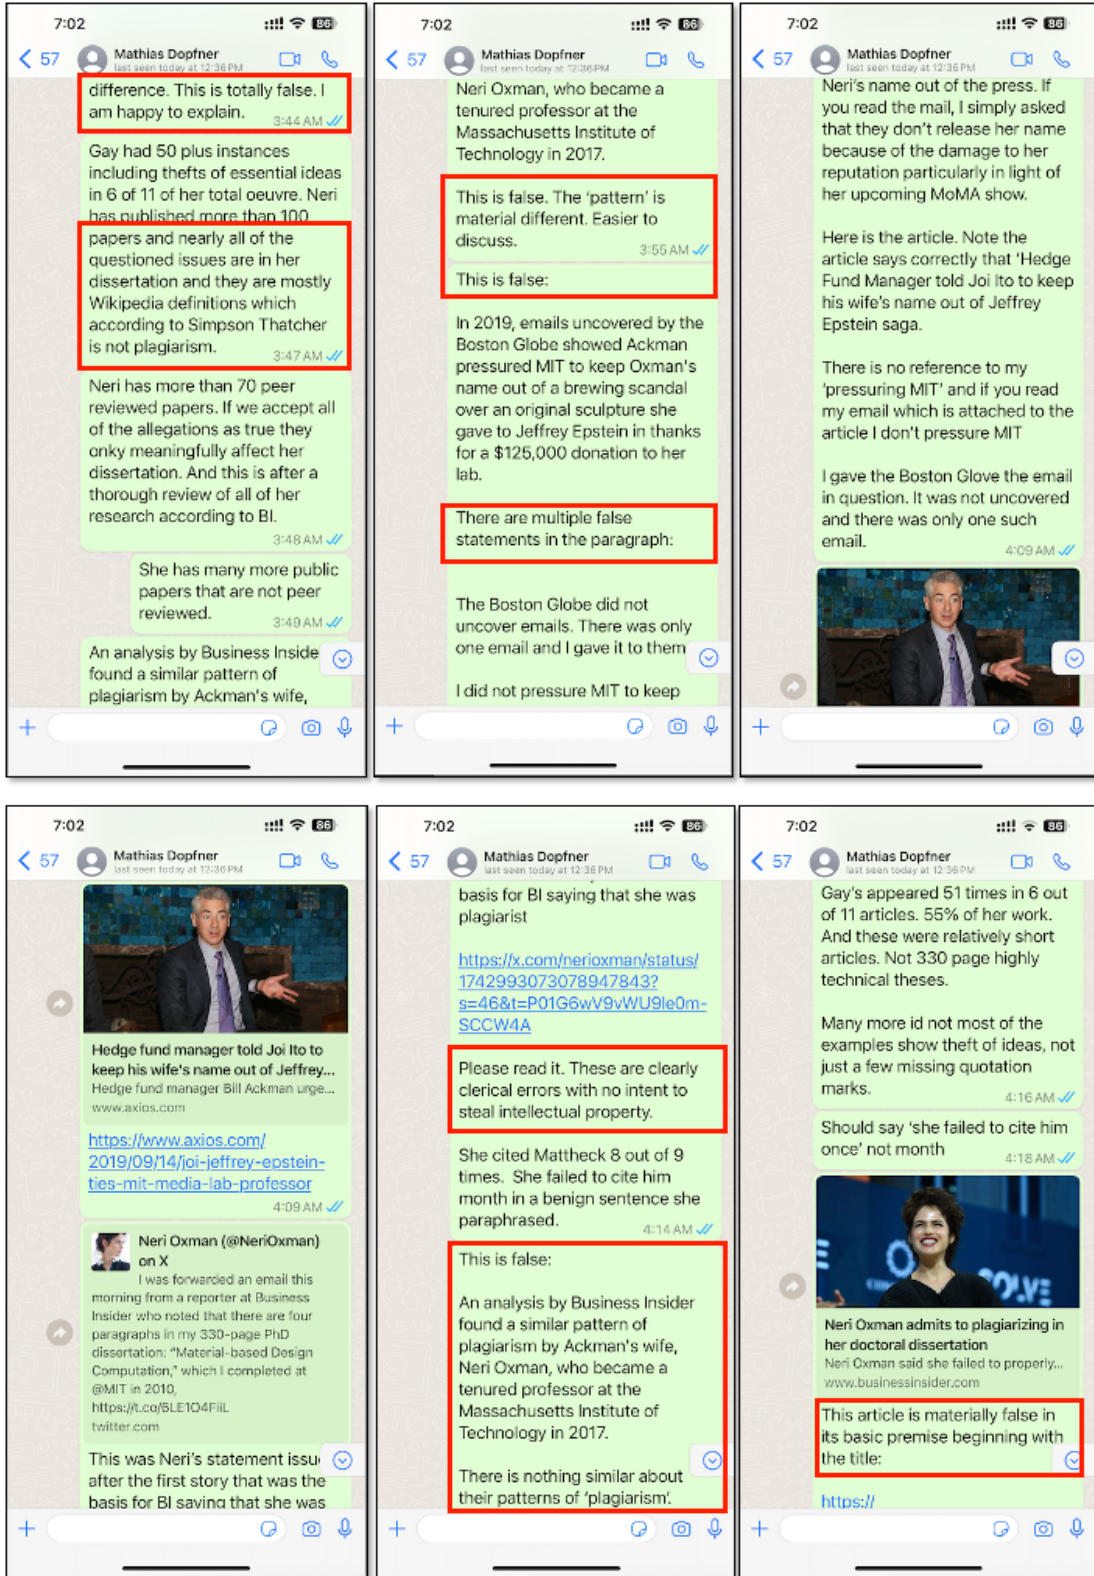 7:02
86
57
Mathias Dopfner
last seen today at 12:36 PM
difference. This is totally false. I
am happy to explain.
3:44 AM
Gay had 50 plus instances
including thefts of essential ideas
in 6 of 11 of her total oeuvre. Neri
has published more than 100
papers and nearly all of the
questioned issues are in her
dissertation and they are mostly
Wikipedia definitions which
according to Simpson Thatcher
is not plagiarism.
3:47 AM
Neri has more than 70 peer
reviewed papers. If we accept all
of the allegations as true they
onky meaningfully affect her
dissertation. And this is after a
thorough review of all of her
research according to BI.
3:48 AM
She has many more public
papers that are not peer
reviewed.
3:49 AM
An analysis by Business Inside
found a similar pattern of
plagiarism by Ackman's wife,
7:02
86
57
Mathias Dopfner
last seen today at 12:36 PM
Neri Oxman, who became a
tenured professor at the
Massachusetts Institute of
Technology in 2017.
This is false. The 'pattern' is
material different. Easier to
discuss.
3:55 AM
This is false:
In 2019, emails uncovered by the
Boston Globe showed Ackman
pressured MIT to keep Oxman's
name out of a brewing scandal
over an original sculpture she
gave to Jeffrey Epstein in thanks
for a $125,000 donation to her
lab.
There are multiple false
statements in the paragraph:
The Boston Globe did not
uncover emails. There was only
one email and I gave it to them
I did not pressure MIT to keep
7:02
86
57
Mathias Dopfner
last seen today at 12:36 PM
Neri's name out of the press. If
you read the mail, I simply asked
that they don't release her name
because of the damage to her
reputation particularly in light of
her upcoming MoMA show.
Here is the article. Note the
article says correctly that 'Hedge
Fund Manager told Joi Ito to keep
his wife's name out of Jeffrey
Epstein saga.
There is no reference to my
'pressuring MIT' and if you read
my email which is attached to the
article I don't pressure MIT
I gave the Boston Glove the email
in question. It was not uncovered
and there was only one such
email.
4:09 AM
7:02
86
57
Mathias Dopfner
last seen today at 12:36 PM
Hedge fund manager told Joi Ito to
keep his wife's name out of Jeffrey...
Hedge fund manager Bill Ackman urge...
www.axios.com
https://www.axios.com/
2019/09/14/joi-jeffrey-epstein-
ties-mit-media-lab-professor
4:09 AM
Neri Oxman (@NeriOxman)
on X
I was forwarded an email this
morning from a reporter at Business
Insider who noted that there are four
paragraphs in my 330-page PhD
dissertation: "Material-based Design
Computation," which I completed at
@MIT in 2010,
https://t.co/6LE1O4FiiL
twitter.com
This was Neri's statement issu
after the first story that was the
basis for BI saying that she was
7:02
86
57
Mathias Dopfner
last seen today at 12:36 PM
basis for BI saying that she was
plagiarist
https://x.com/nerioxman/status/
1742993073078947843?
s=46&t=P01G6wV9vWU9le0m-
SCCW4A
Please read it. These are clearly
clerical errors with no intent to
steal intellectual property.
She cited Mattheck 8 out of 9
times. She failed to cite him
month in a benign sentence she
paraphrased.
4:14 AM
This is false:
An analysis by Business Insider
found a similar pattern of
plagiarism by Ackman's wife,
Neri Oxman, who became a
tenured professor at the
Massachusetts Institute of
Technology in 2017.
There is nothing similar about
their patterns of 'plagiarism'.
7:02
86
57
Mathias Dopfner
last seen today at 12:36 PM
Gay's appeared 51 times in 6 out
of 11 articles. 55% of her work.
And these were relatively short
articles. Not 330 page highly
technical theses.
Many more id not most of the
examples show theft of ideas, not
just a few missing quotation
marks.
4:16 AM
Should say 'she failed to cite him
once' not month
4:18 AM
OLVE
Neri Oxman admits to plagiarizing in
her doctoral dissertation
Neri Oxman said she failed to properly...
www.businessinsider.com
This article is materially false in
its basic premise beginning with
the title:
https://